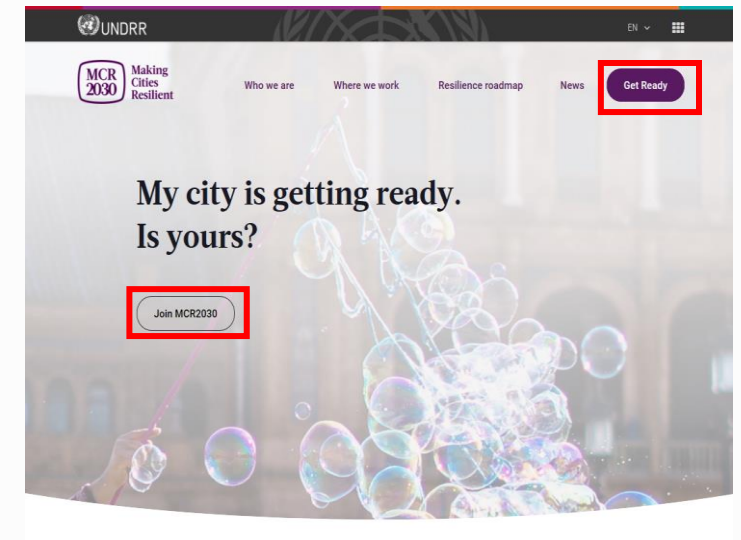 UNDRR
EN
MCR
2030
Making
Cities
Resilient
Who we are
Where we work
Resilience roadmap
News
Get Ready
My city is getting ready.
Is yours?
Join MCR2030